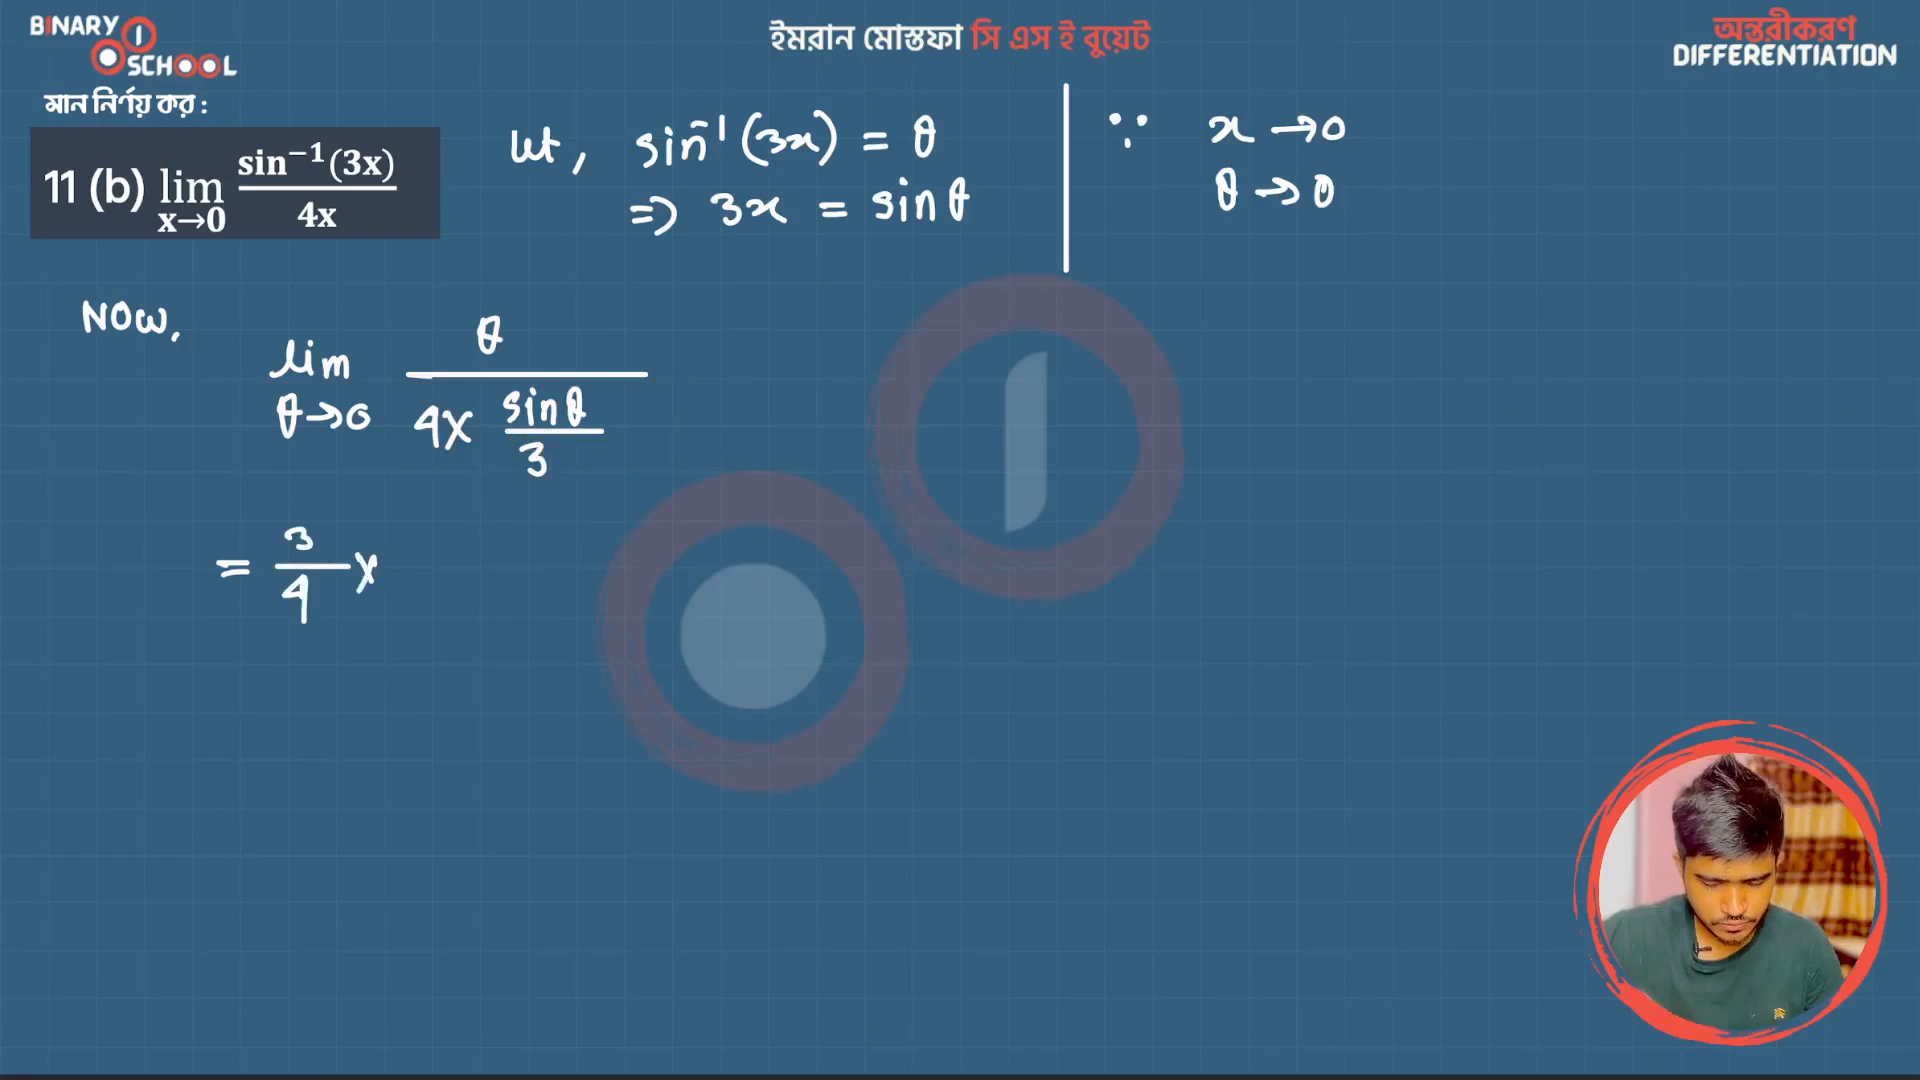 BINARY SCHOOL
ইমরান মোস্তফা সি এস ই বুয়েট
অন্তরীকরণ
DIFFERENTIATION
মান নির্ণয় কর :
11 (b) lim x→0 sin⁻¹(3x) / 4x
let, sin⁻¹(3x) = θ
⇒ 3x = sinθ
∵ x → 0
θ → 0
NOW,
lim θ→0 θ / (4 × sinθ / 3)
= 3/4 ×